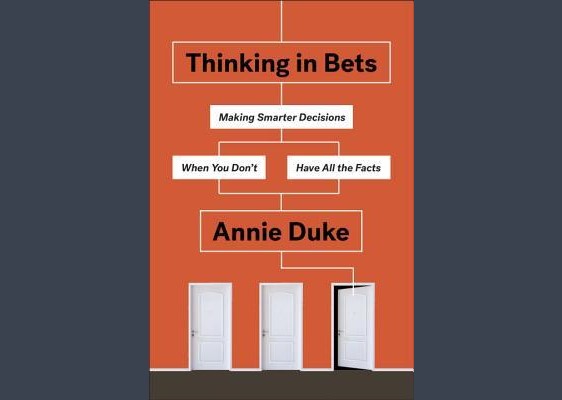 Thinking in Bets
Making Smarter Decisions
When You Don't
Have All the Facts
Annie Duke